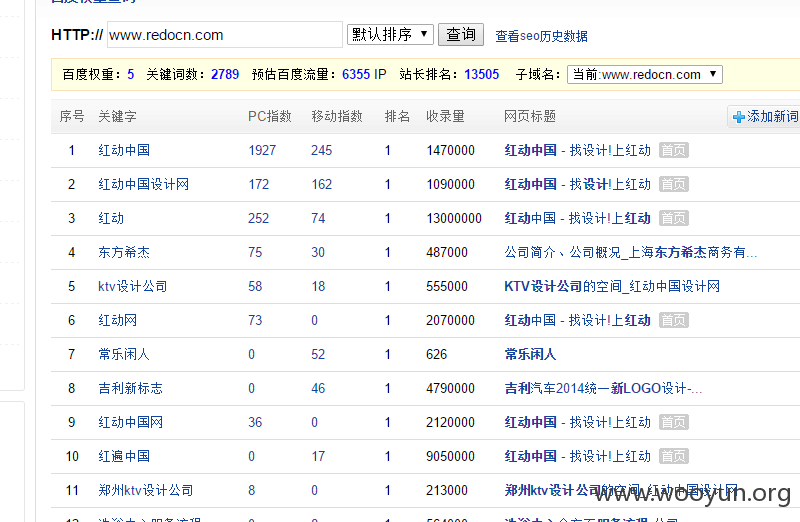 HTTP:// www.redocn.com 默认排序 查询 查看seo历史数据
百度权重：5 关键词数：2789 预估百度流量：6355 IP 站长排名：13505 子域名： 当前:www.redocn.com
序号 关键字 PC指数 移动指数 排名 收录量 网页标题 添加新词
1 红动中国 1927 245 1 1470000 红动中国 - 找设计!上红动 首页
2 红动中国设计网 172 162 1 1090000 红动中国 - 找设计!上红动 首页
3 红动 252 74 1 13000000 红动中国 - 找设计!上红动 首页
4 东方希杰 75 30 1 487000 公司简介、公司概况_上海东方希杰商务有...
5 ktv设计公司 58 18 1 555000 KTV设计公司的空间_红动中国设计网
6 红动网 73 0 1 2070000 红动中国 - 找设计!上红动 首页
7 常乐闲人 0 52 1 626 常乐闲人
8 吉利新标志 0 46 1 4790000 吉利汽车2014统一新LOGO设计-...
9 红动中国网 36 0 1 2120000 红动中国 - 找设计!上红动 首页
10 红遍中国 0 17 1 9050000 红动中国 - 找设计!上红动 首页
11 郑州ktv设计公司 8 0 1 213000 郑州ktv设计公司的空间_红动中国设计网
www.wooyun.org